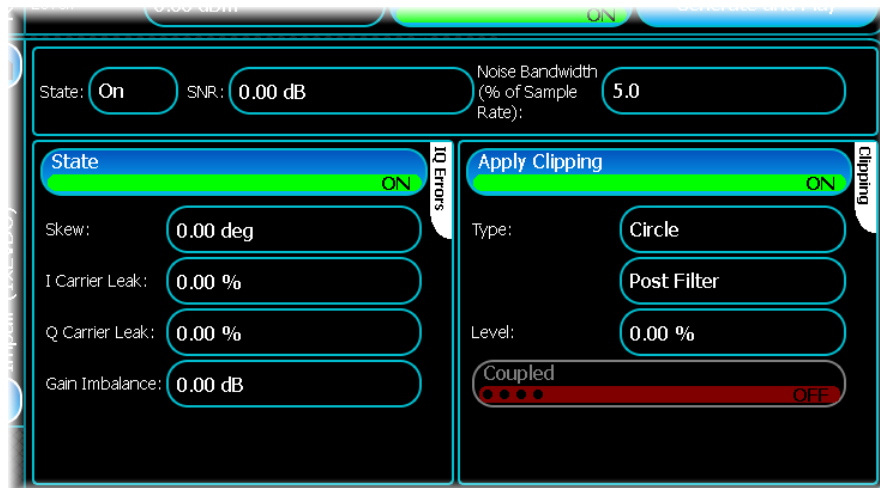 ON
State: On SNR: 0.00 dB Noise Bandwidth (% of Sample Rate): 5.0
State
ON
IQ Errors
Skew: 0.00 deg
I Carrier Leak: 0.00 %
Q Carrier Leak: 0.00 %
Gain Imbalance: 0.00 dB
Apply Clipping
ON
Clipping
Type: Circle
Post Filter
Level: 0.00 %
Coupled
OFF